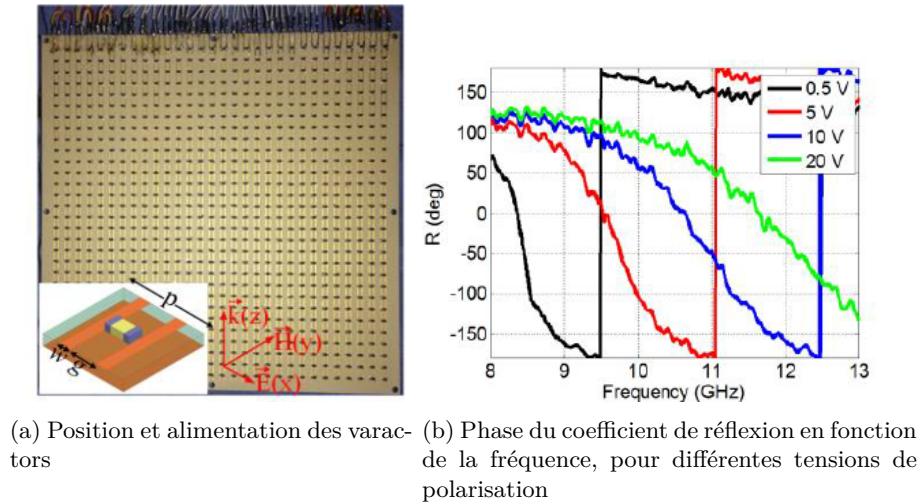 p
w
g
k(z)
H(y)
E(x)
R (deg)
150
100
50
0
-50
-100
-150
8
9
10
11
12
13
Frequency (GHz)
0.5 V
5 V
10 V
20 V
(a) Position et alimentation des varac-
tors
(b) Phase du coefficient de réflexion en fonction
de la fréquence, pour différentes tensions de
polarisation